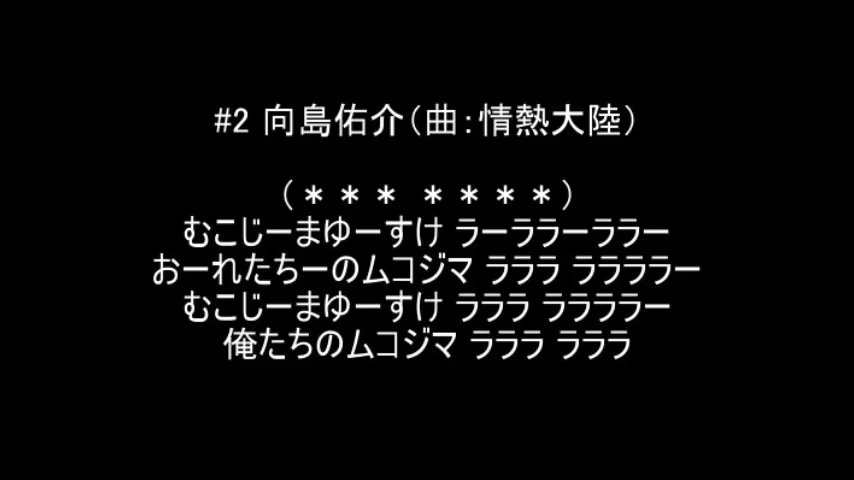 #2 向島佑介（曲：情熱大陸）
（＊＊＊ ＊＊＊＊）
むこじーまゆーすけ ラーララーララー
おーれたちーのムコジマ ラララ ララララー
むこじーまゆーすけ ラララ ララララー
俺たちのムコジマ ラララ ラララ